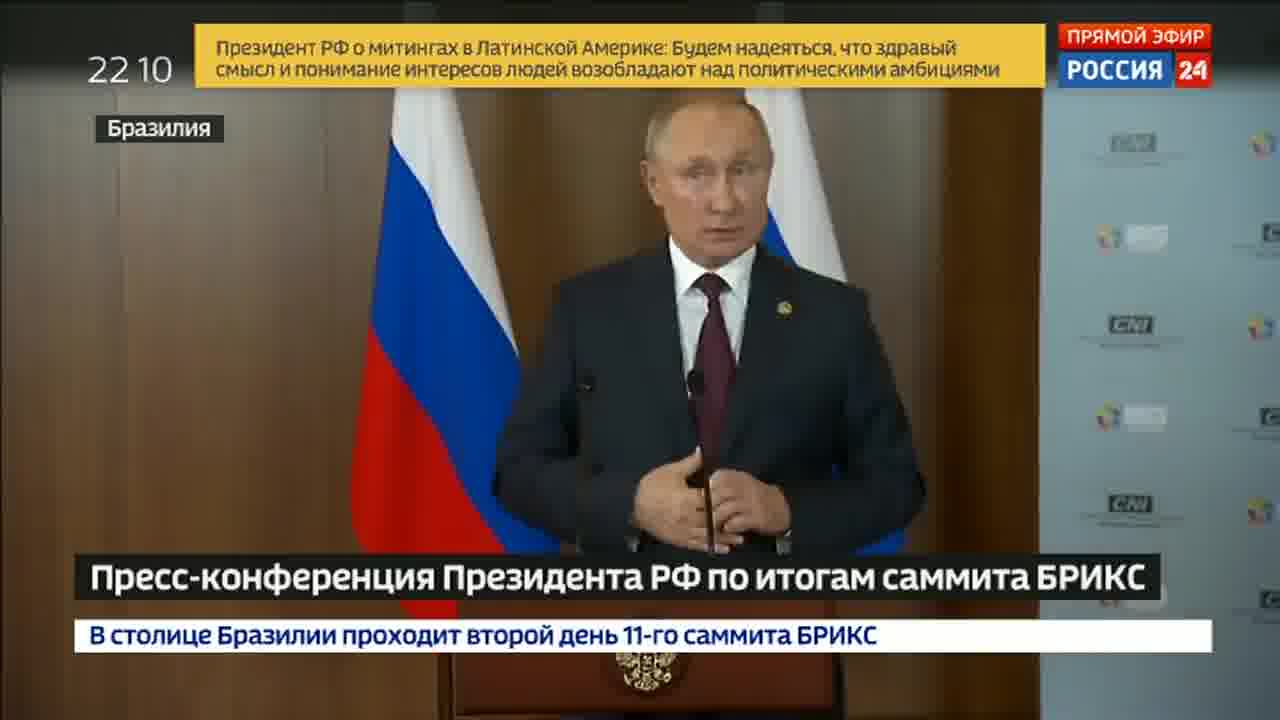 22 10
Президент РФ о митингах в Латинской Америке: Будем надеяться, что здравый
смысл и понимание интересов людей возобладают над политическими амбициями
ПРЯМОЙ ЭФИР
РОССИЯ 24
Бразилия
CNI
CNI
CNI
Пресс-конференция Президента РФ по итогам саммита БРИКС
В столице Бразилии проходит второй день 11-го саммита БРИКС